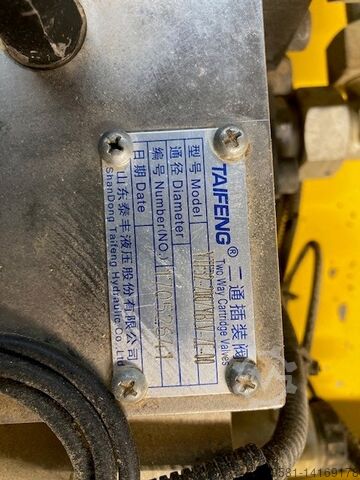 TAIFENG®
二通插装阀
Two Way Cartridge Valves
型号 Model
通径 Diameter
编号 Number(NO.)
日期 Date
山东泰丰液压股份有限公司
ShanDong Taifeng Hydraulic Co.,Ltd
581-14169178